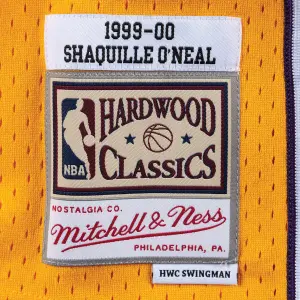 1999-00
SHAQUILLE O'NEAL
HARDWOOD
NBA
CLASSICS
NOSTALGIA CO.
Mitchell & Ness
PHILADELPHIA, PA.
HWC SWINGMAN